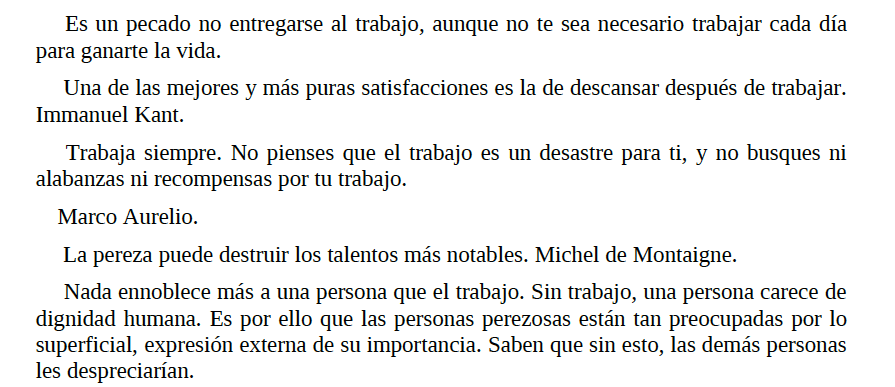 Es un pecado no entregarse al trabajo, aunque no te sea necesario trabajar cada día
para ganarte la vida.
Una de las mejores y más puras satisfacciones es la de descansar después de trabajar.
Immanuel Kant.
Trabaja siempre. No pienses que el trabajo es un desastre para ti, y no busques ni
alabanzas ni recompensas por tu trabajo.
Marco Aurelio.
La pereza puede destruir los talentos más notables. Michel de Montaigne.
Nada ennoblece más a una persona que el trabajo. Sin trabajo, una persona carece de
dignidad humana. Es por ello que las personas perezosas están tan preocupadas por lo
superficial, expresión externa de su importancia. Saben que sin esto, las demás personas
les despreciarían.